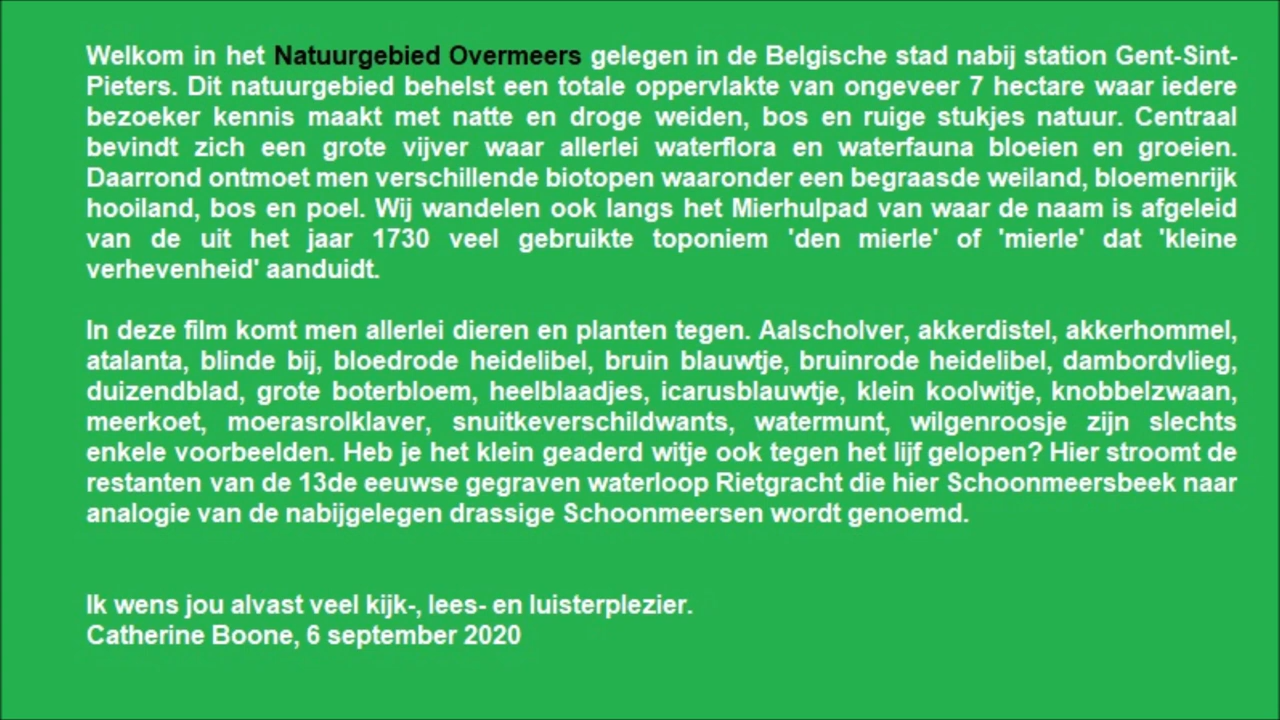 Welkom in het Natuurgebied Overmeers gelegen in de Belgische stad nabij station Gent-Sint-
Pieters. Dit natuurgebied behelst een totale oppervlakte van ongeveer 7 hectare waar iedere
bezoeker kennis maakt met natte en droge weiden, bos en ruige stukjes natuur. Centraal
bevindt zich een grote vijver waar allerlei waterflora en waterfauna bloeien en groeien.
Daarrond ontmoet men verschillende biotopen waaronder een begraasde weiland, bloemenrijk
hooiland, bos en poel. Wij wandelen ook langs het Mierhulpad van waar de naam is afgeleid
van de uit het jaar 1730 veel gebruikte toponiem 'den mierle' of 'mierle' dat 'kleine
verhevenheid' aanduidt.
In deze film komt men allerlei dieren en planten tegen. Aalscholver, akkerdistel, akkerhommel,
atalanta, blinde bij, bloedrode heidelibel, bruin blauwtje, bruinrode heidelibel, dambordvlieg,
duizendblad, grote boterbloem, heelblaadjes, icarusblauwtje, klein koolwitje, knobbelzwaan,
meerkoet, moerasrolklaver, snuitkeverschildwants, watermunt, wilgenroosje zijn slechts
enkele voorbeelden. Heb je het klein geaderd witje ook tegen het lijf gelopen? Hier stroomt de
restanten van de 13de eeuwse gegraven waterloop Rietgracht die hier Schoonmeersbeek naar
analogie van de nabijgelegen drassige Schoonmeersen wordt genoemd.
Ik wens jou alvast veel kijk-, lees- en luisterplezier.
Catherine Boone, 6 september 2020